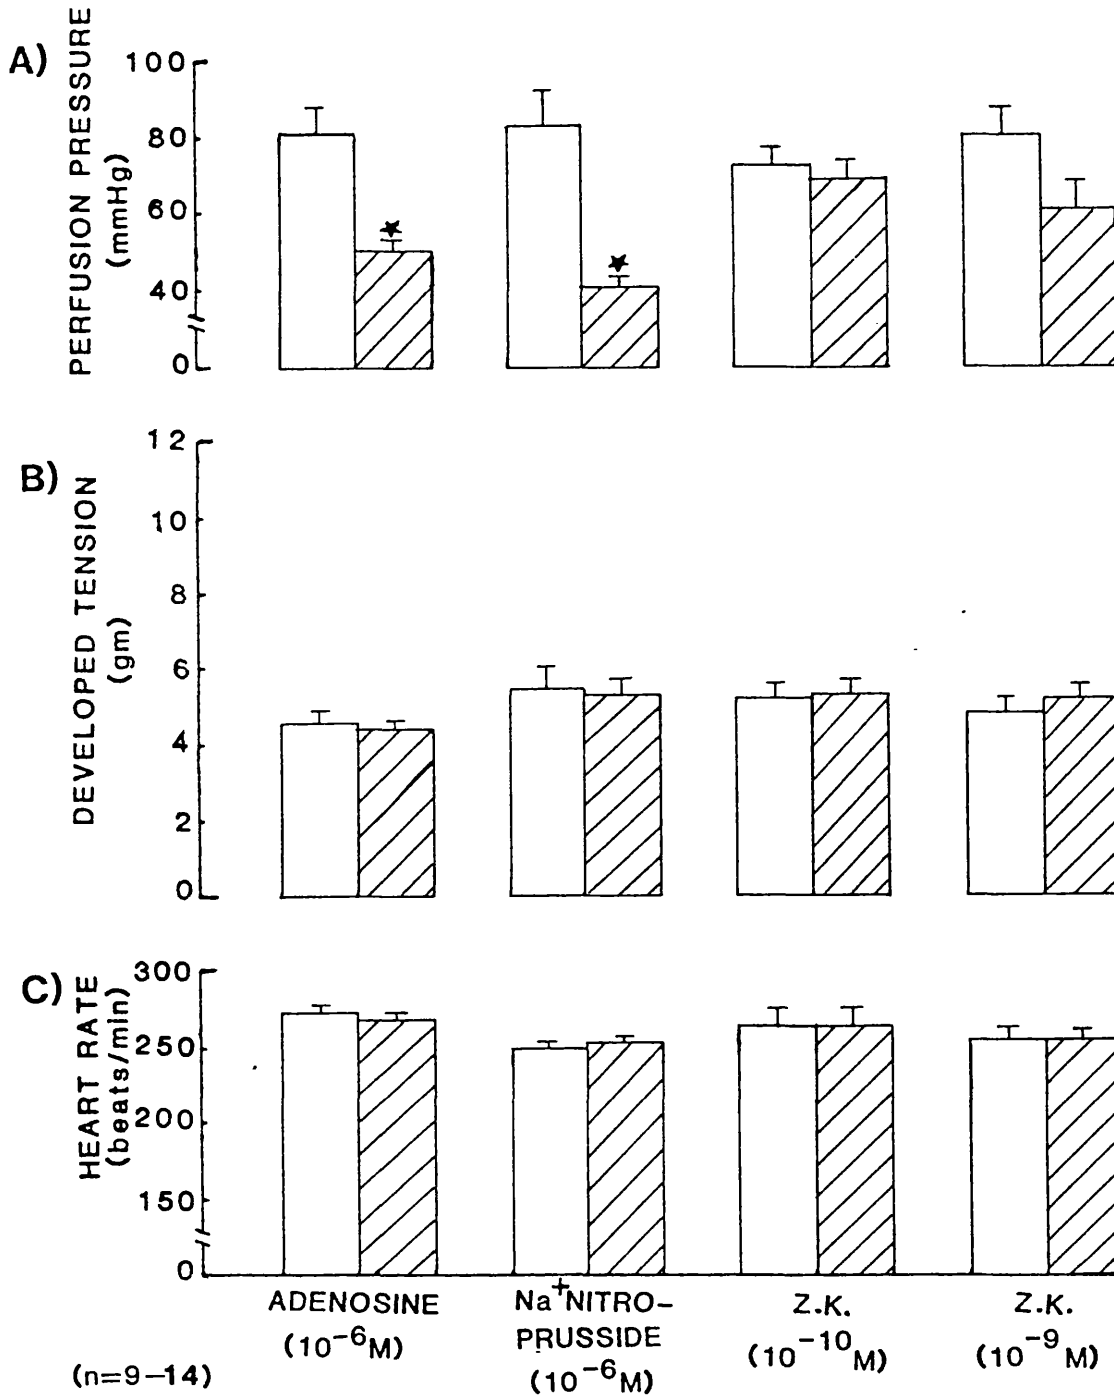 A)
PERFUSION PRESSURE
(mmHg)
100
80
60
40
0
★
★
B)
DEVELOPED TENSION
(gm)
12
10
8
6
4
2
0
C)
HEART RATE
(beats/min)
300
250
200
150
0
ADENOSINE
(10⁻⁶M)
Na⁺NITRO-
PRUSSIDE
(10⁻⁶M)
Z.K.
(10⁻¹⁰M)
Z.K.
(10⁻⁹M)
(n=9-14)